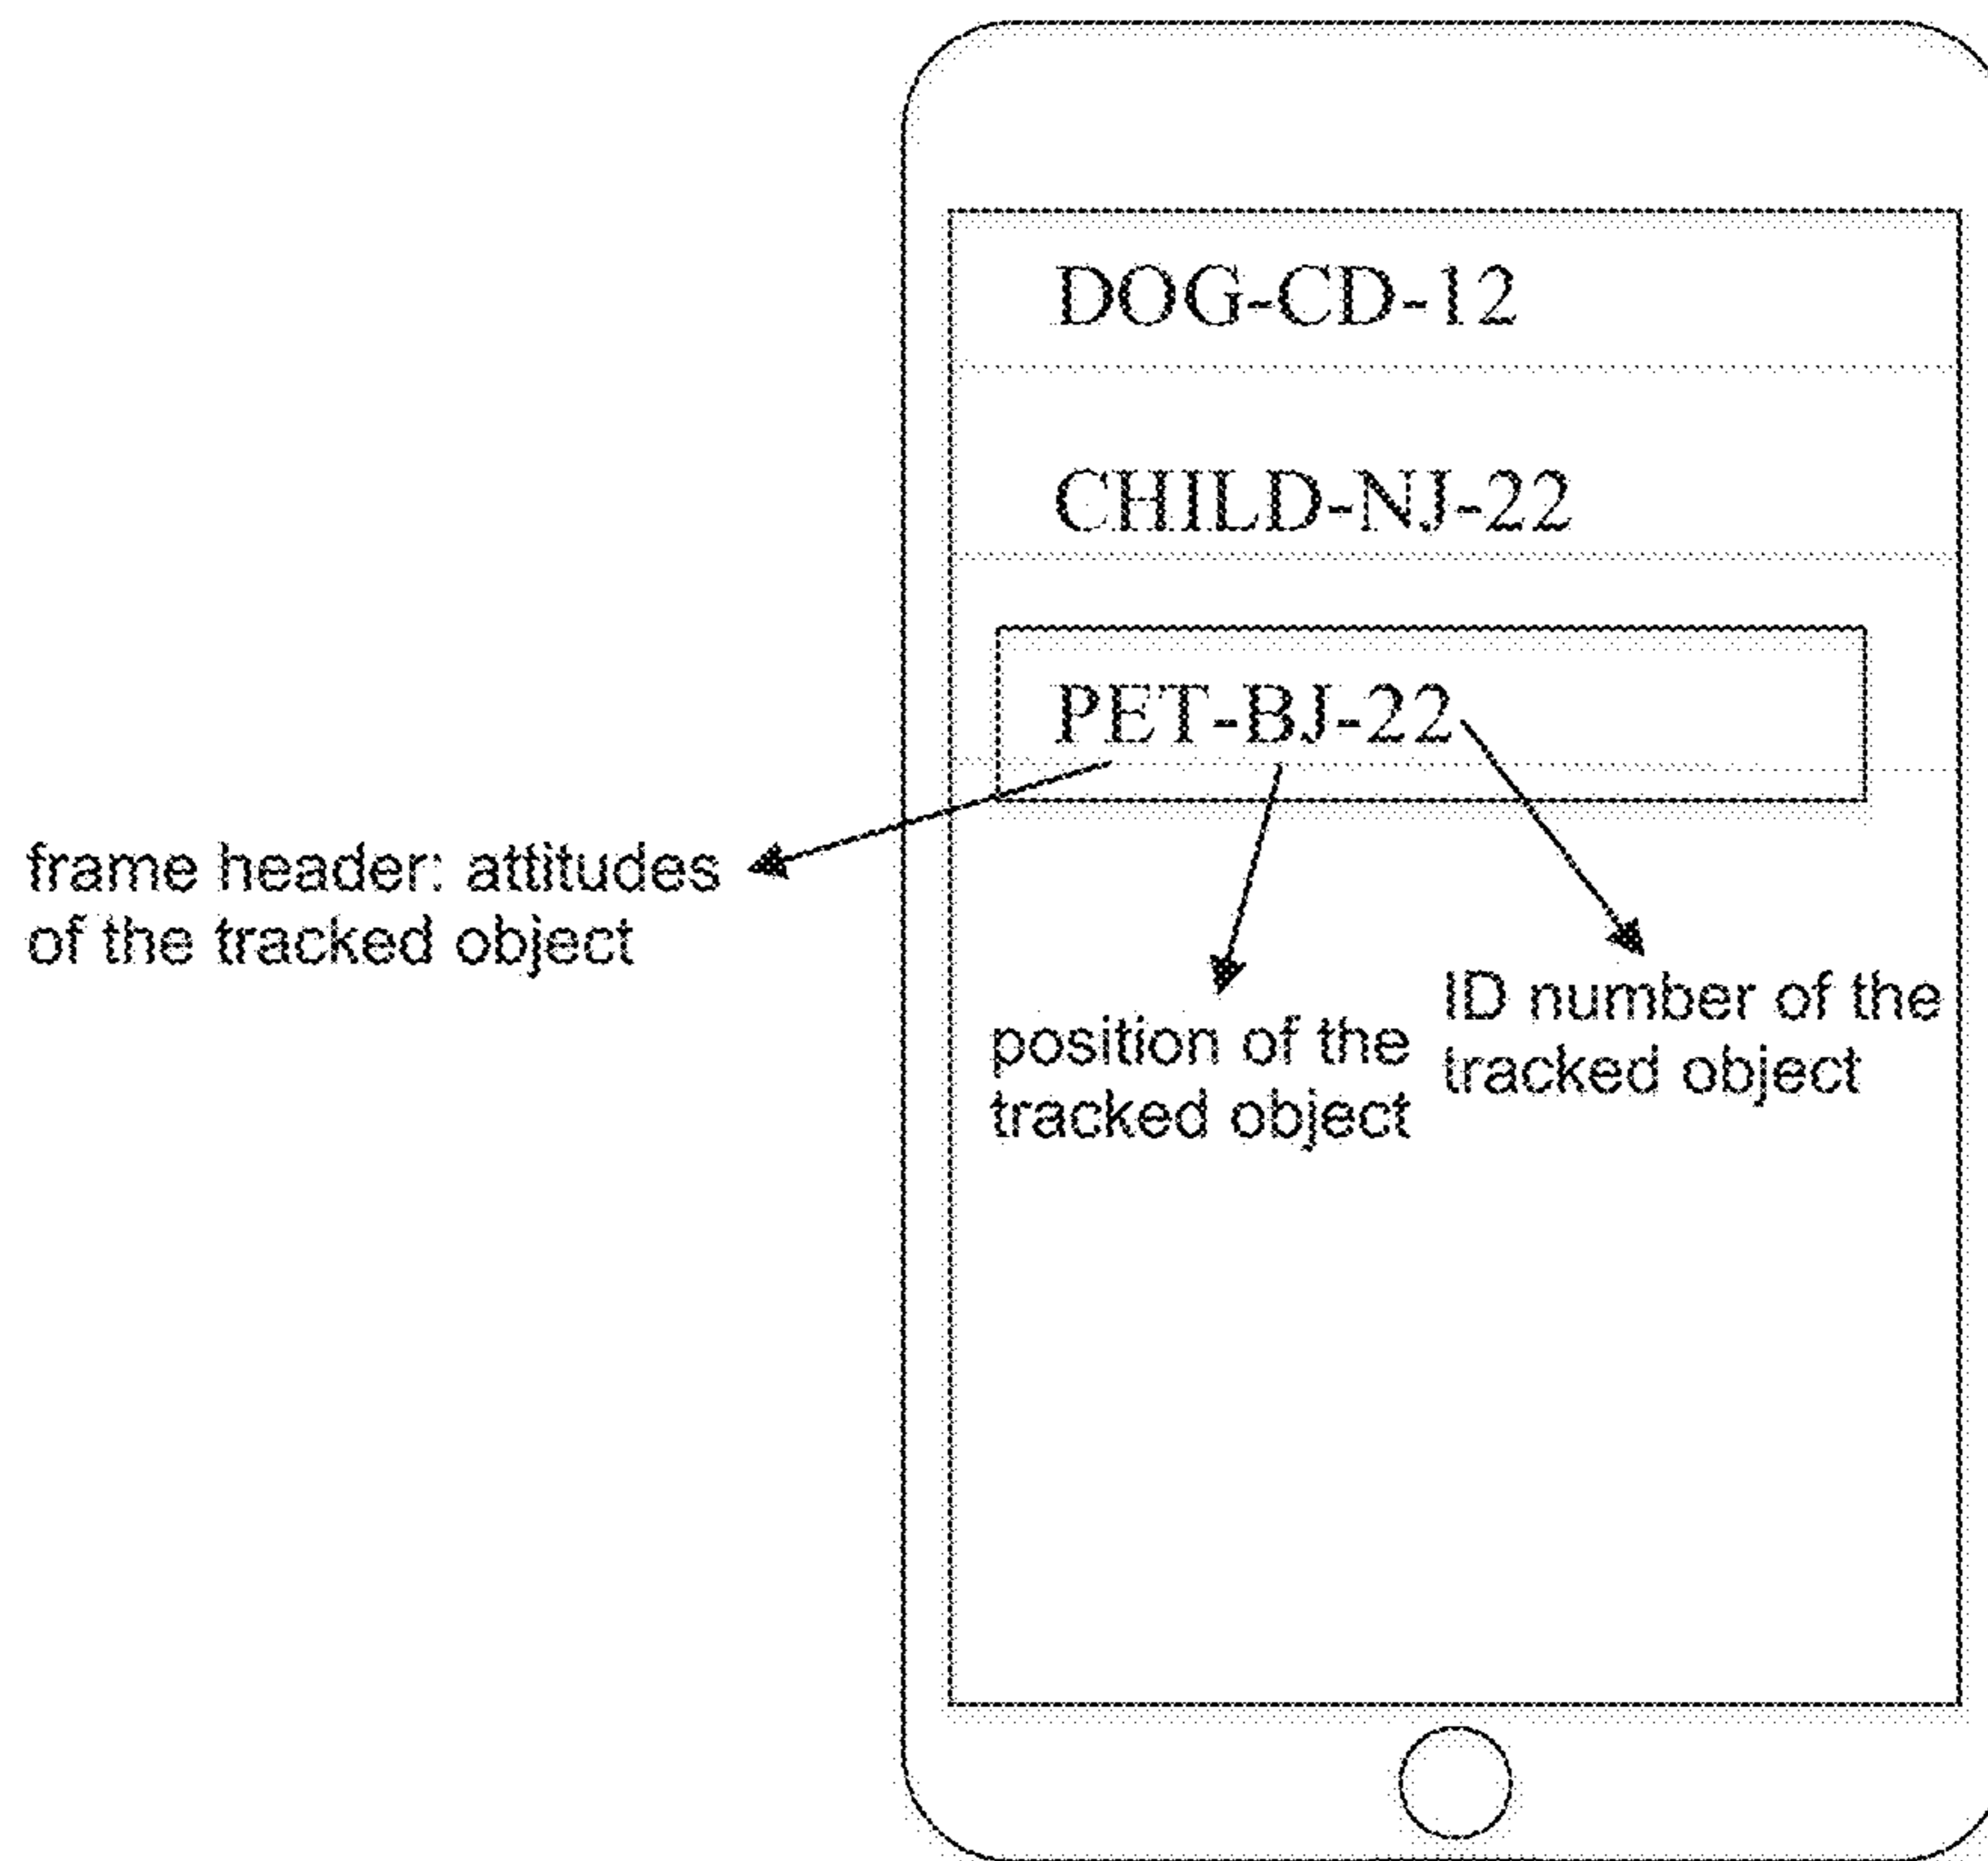 DOG-CD-12
CHILD-NJ-22
PET-BJ-22
frame header: attitudes
of the tracked object
position of the
tracked object
ID number of the
tracked object